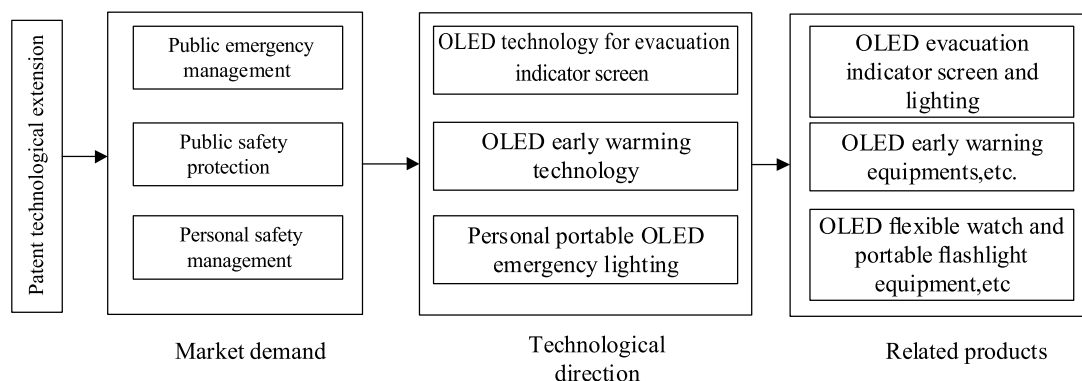 Patent technological extension
Public emergency
management
Public safety
protection
Personal safety
management
Market demand
OLED technology for evacuation
indicator screen
OLED early warming
technology
Personal portable OLED
emergency lighting
Technological
direction
OLED evacuation
indicator screen and
lighting
OLED early warning
equipments,etc.
OLED flexible watch and
portable flashlight
equipment,etc
Related products